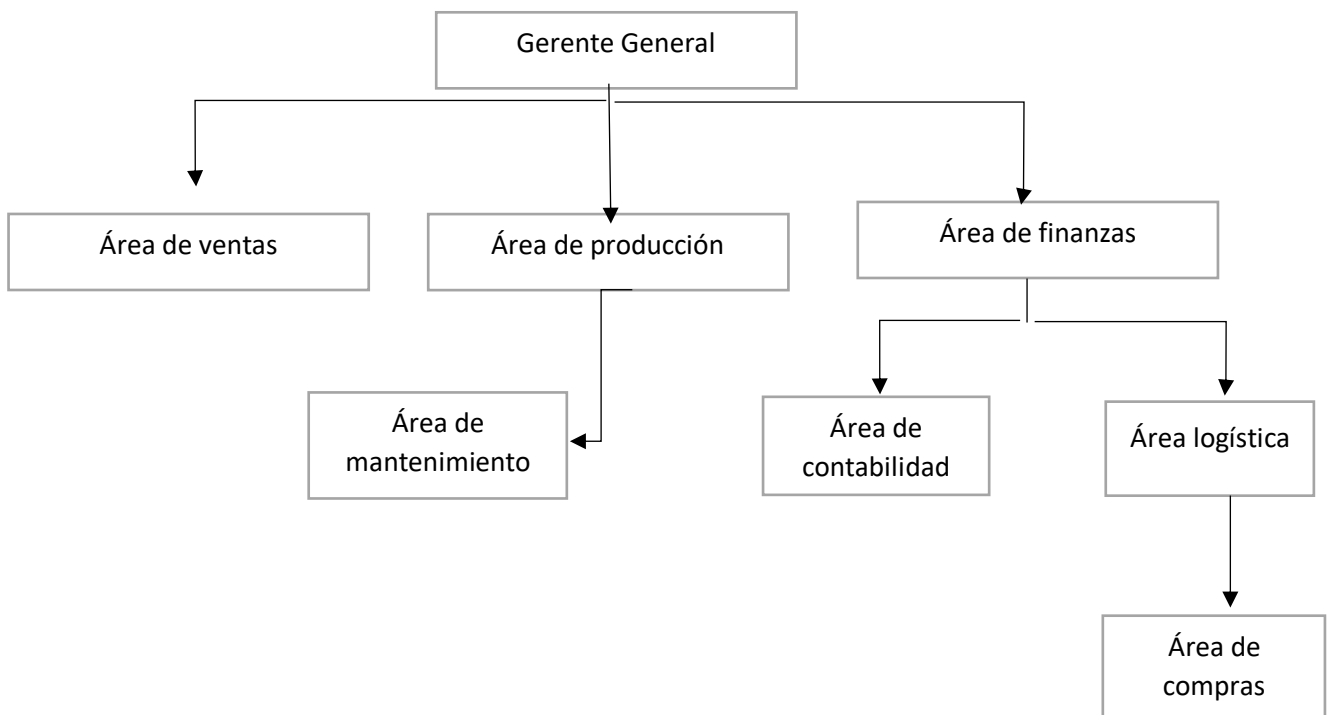 Gerente General
Área de ventas
Área de producción
Área de finanzas
Área de
mantenimiento
Área de
contabilidad
Área logística
Área de
compras